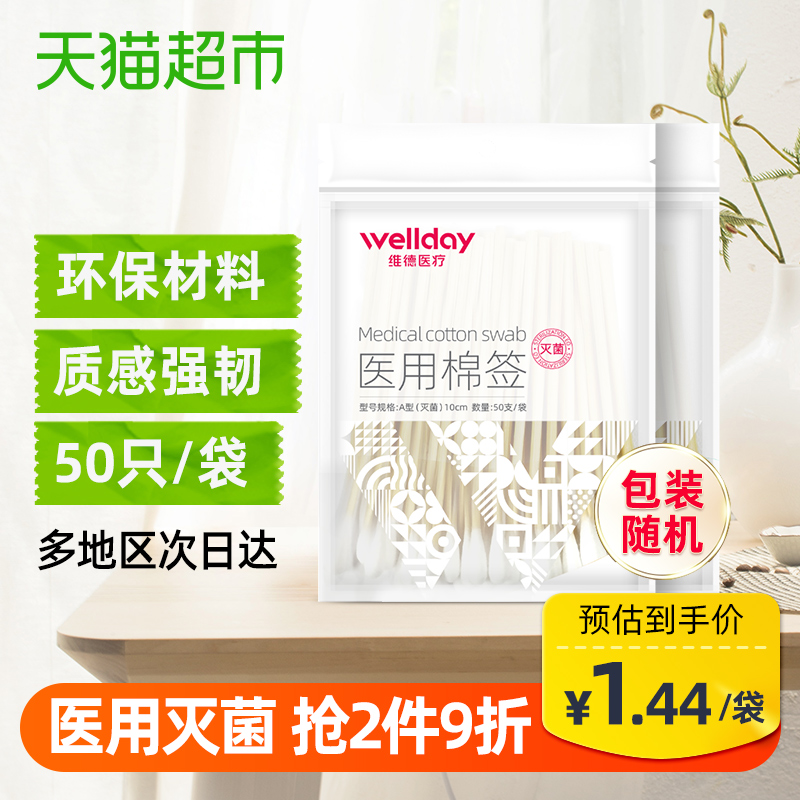 天猫超市
环保材料
质感强韧
50只/袋
多地区次日达
wellday
维德医疗
Medical cotton swab
医用棉签
灭菌
型号规格:A型(灭菌)10cm 数量:50支/袋
包装
随机
预估到手价
¥1.44/袋
医用灭菌 抢2件9折